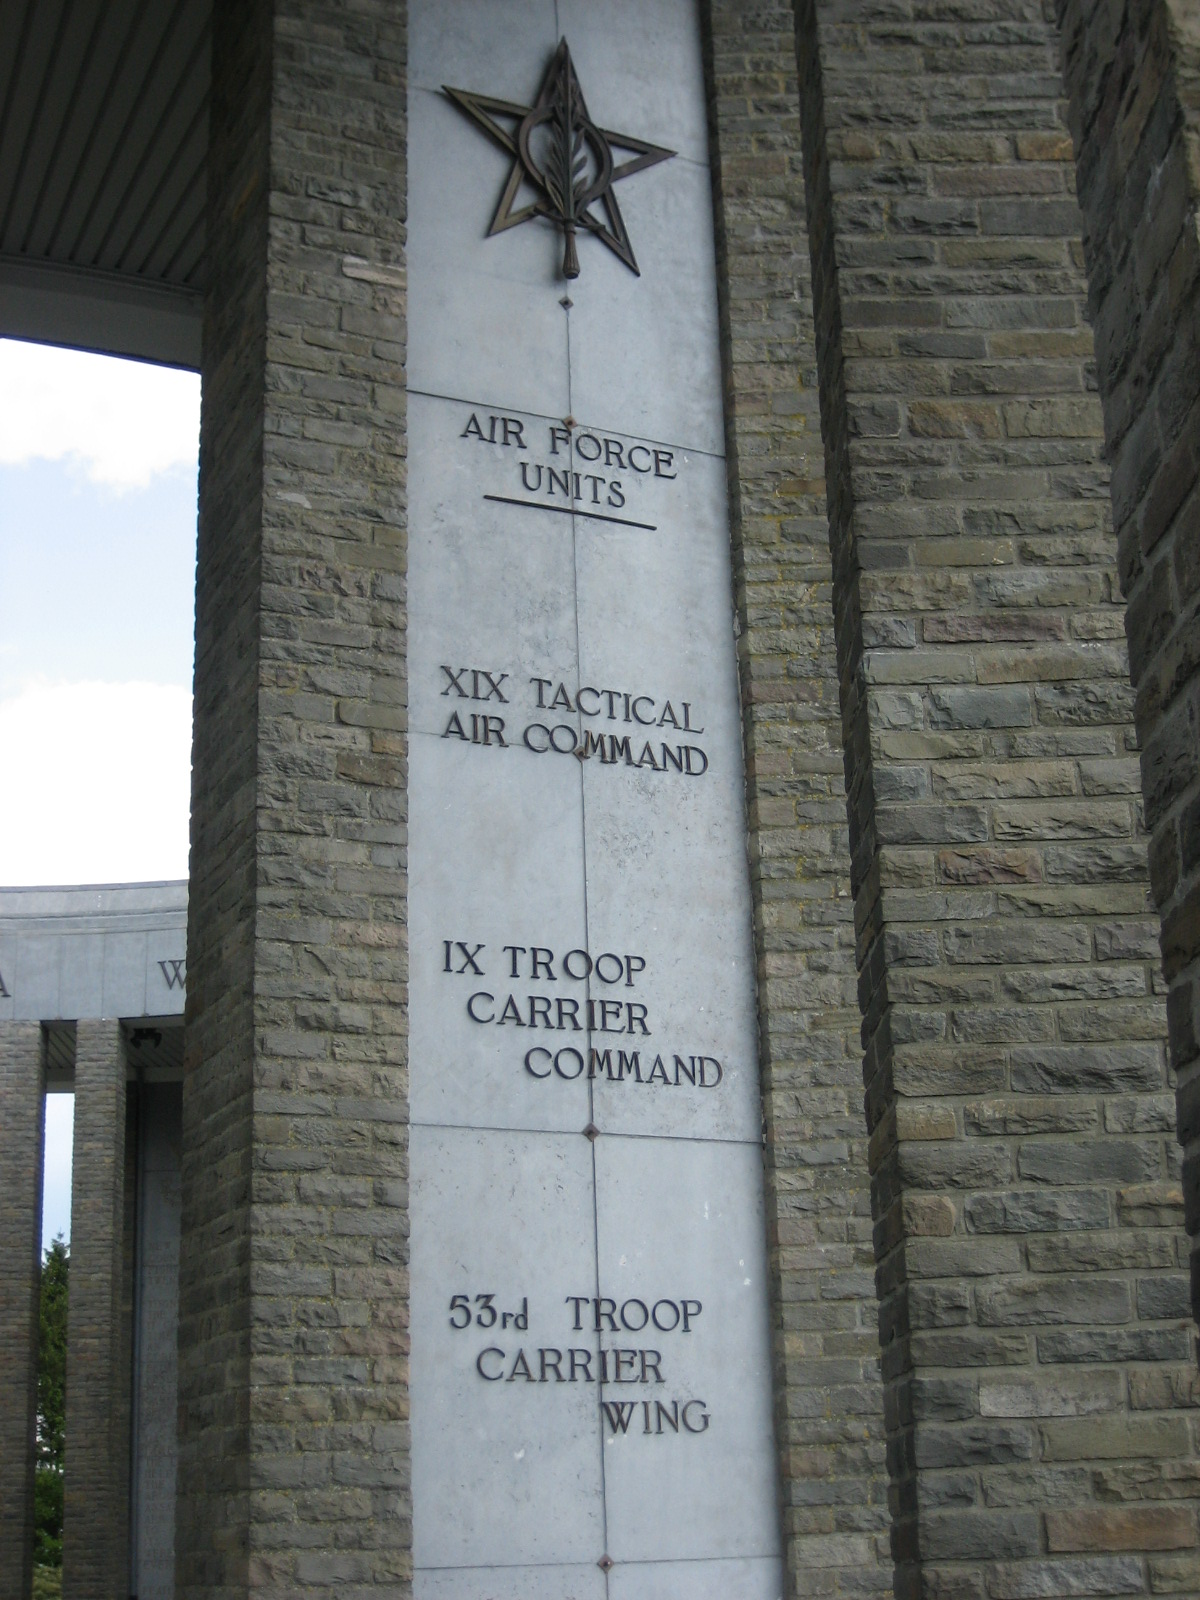 AIR FORCE
UNITS
XIX TACTICAL
AIR COMMAND
IX TROOP
CARRIER
COMMAND
53rd TROOP
CARRIER
WING